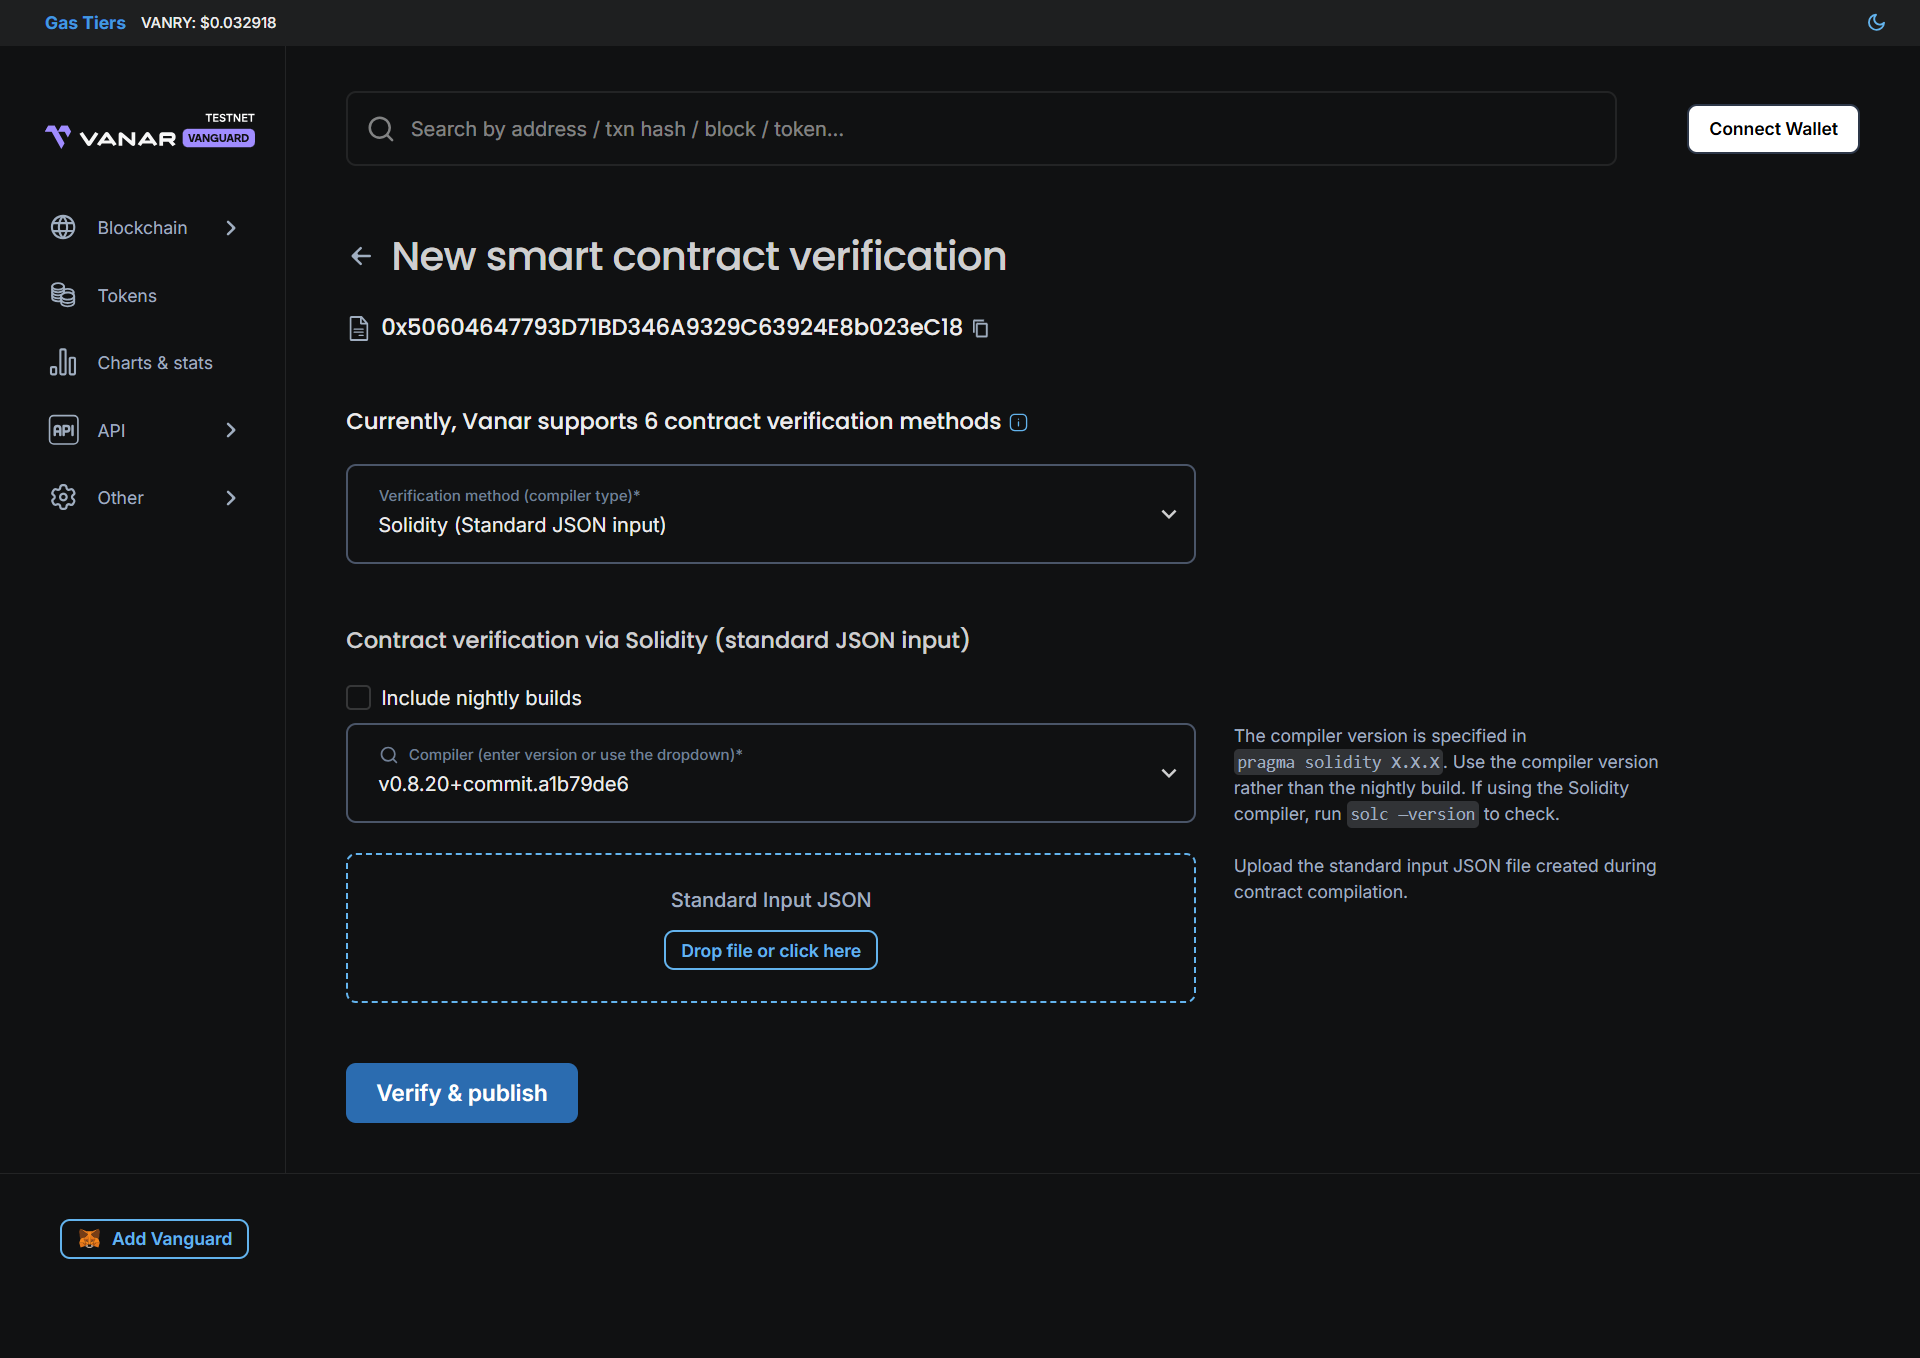 Gas Tiers VANRY: $0.032918
VANAR TESTNET VANGUARD
Search by address / txn hash / block / token...
Connect Wallet
Blockchain
Tokens
Charts & stats
API API
Other
New smart contract verification
0x50604647793D71BD346A9329C63924E8b023eC18
Currently, Vanar supports 6 contract verification methods
Verification method (compiler type)*
Solidity (Standard JSON input)
Contract verification via Solidity (standard JSON input)
Include nightly builds
Compiler (enter version or use the dropdown)*
v0.8.20+commit.a1b79de6
The compiler version is specified in
pragma solidity X.X.X. Use the compiler version
rather than the nightly build. If using the Solidity
compiler, run solc —version to check.
Upload the standard input JSON file created during
contract compilation.
Standard Input JSON
Drop file or click here
Verify & publish
Add Vanguard